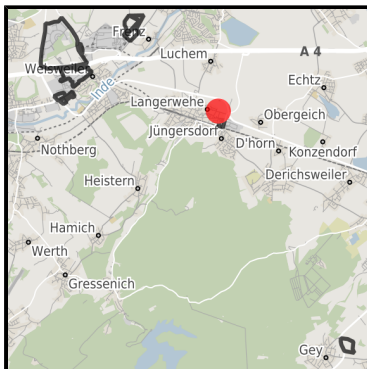 Frenz
Luchem
A 4
Weisweiler
Echtz
Inde
Langerwehe
Obergeich
Jüngersdorf
D'horn
Konzendorf
Nothberg
Heistern
Derichsweiler
Hamich
Werth
Gressenich
Gey